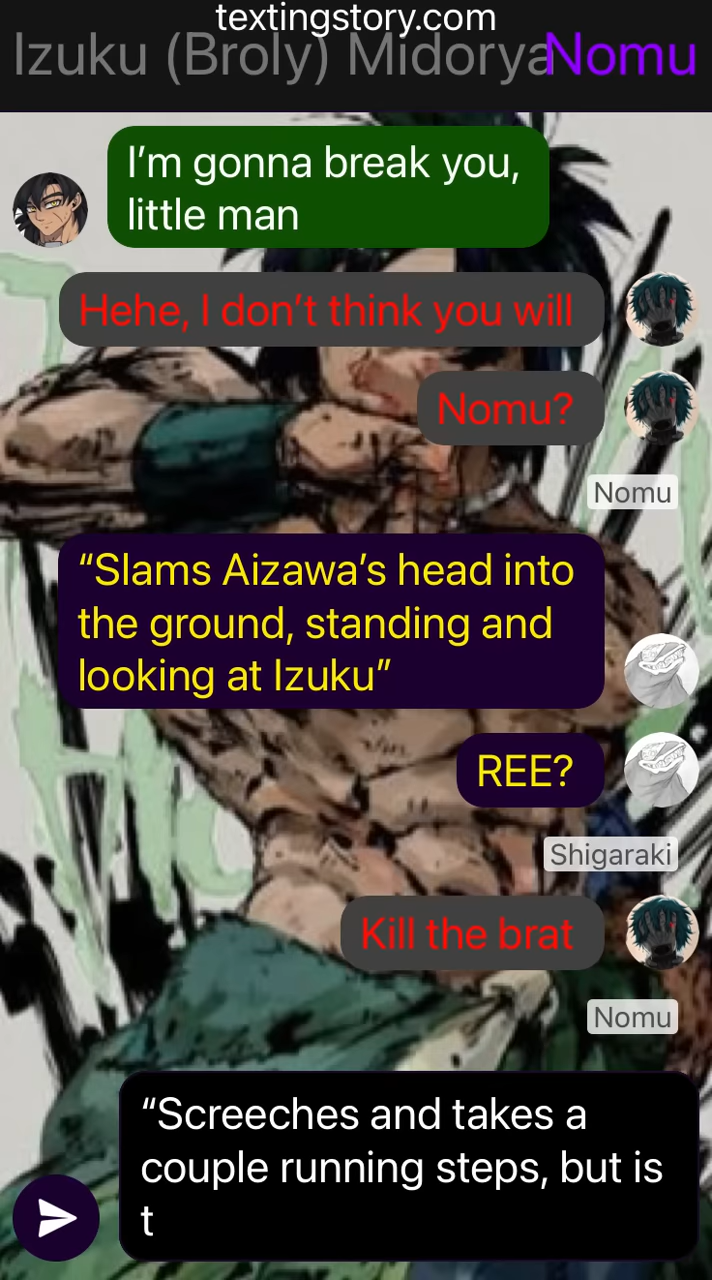 textingstory.com
Izuku (Broly) Midorya Nomu
I’m gonna break you,
little man
Hehe, I don’t think you will
Nomu?
Nomu
“Slams Aizawa’s head into
the ground, standing and
looking at Izuku”
REE?
Shigaraki
Kill the brat
Nomu
“Screeches and takes a
couple running steps, but is
t